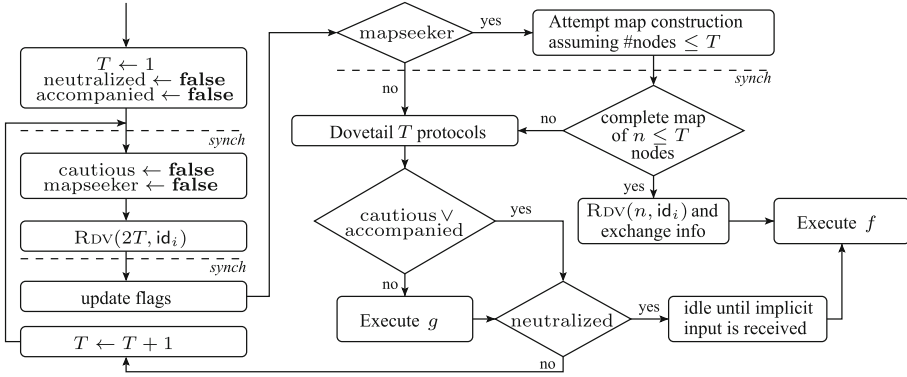 T ← 1
neutralized ← false
accompanied ← false
synch
cautious ← false
mapseeker ← false
RDV(2T, id_i)
synch
update flags
T ← T + 1
mapseeker
yes
no
Attempt map construction
assuming #nodes ≤ T
synch
complete map
of n ≤ T
nodes
no
yes
Dovetail T protocols
cautious ∨
accompanied
yes
no
RDV(n, id_i) and
exchange info
Execute f
Execute g
neutralized
yes
no
idle until implicit
input is received